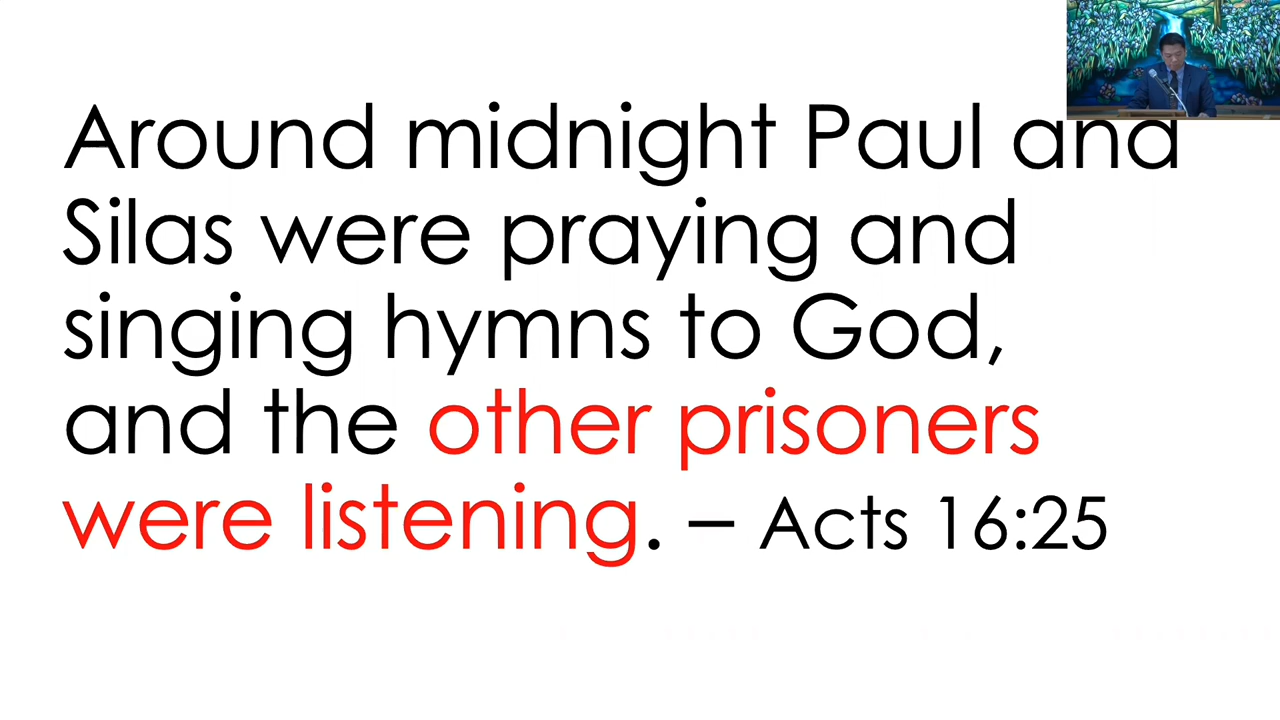 Around midnight Paul and
Silas were praying and
singing hymns to God,
and the other prisoners
were listening. – Acts 16:25